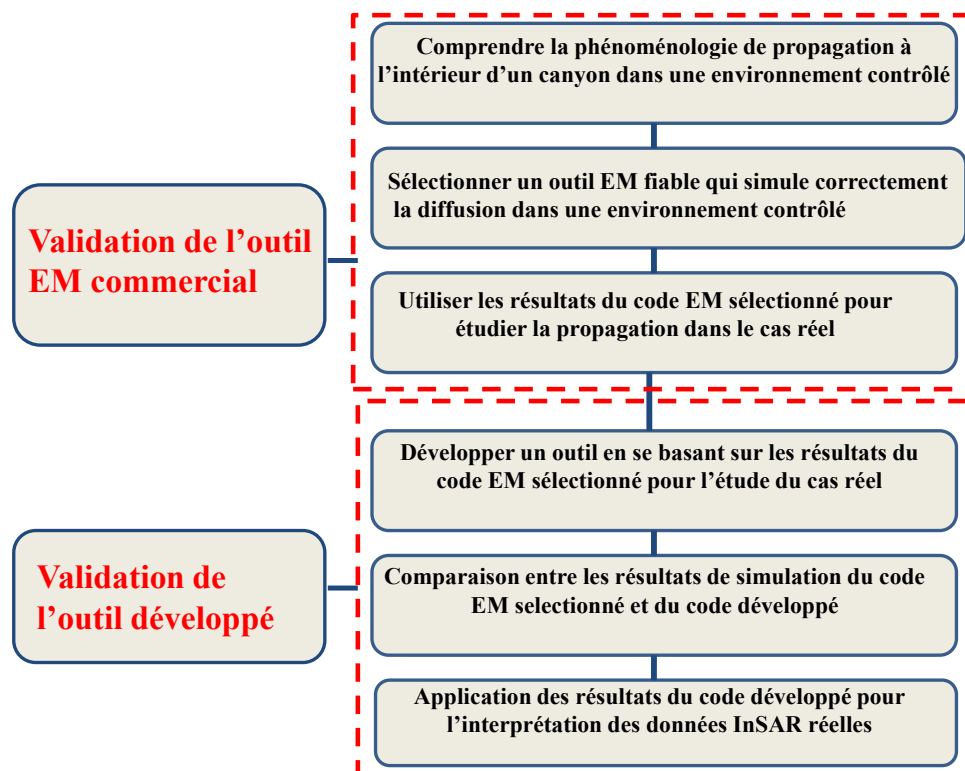 Comprendre la phénoménologie de propagation à
l'intérieur d'un canyon dans une environnement contrôlé
Sélectionner un outil EM fiable qui simule correctement
la diffusion dans une environnement contrôlé
Validation de l'outil
EM commercial
Utiliser les résultats du code EM sélectionné pour
étudier la propagation dans le cas réel
Développer un outil en se basant sur les résultats du
code EM sélectionné pour l'étude du cas réel
Validation de
l'outil développé
Comparaison entre les résultats de simulation du code
EM selectionné et du code développé
Application des résultats du code développé pour
l'interprétation des données InSAR réelles